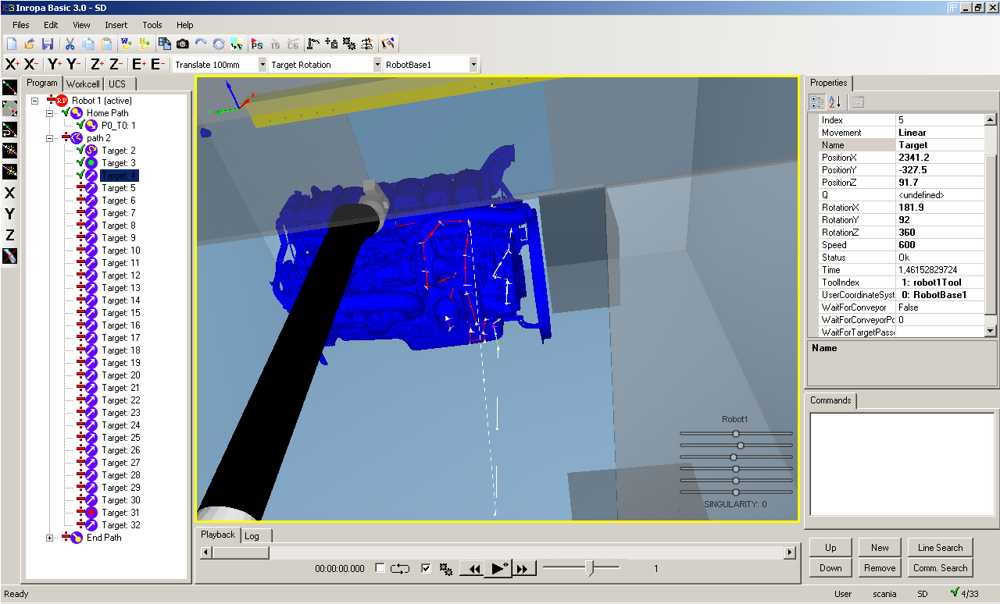 Inropa Basic 3.0 - SD
Files Edit View Insert Tools Help
PS TS CS
X+ X- Y+ Y- Z+ Z- E+ E- Translate 100mm Target Rotation RobotBase1
Program Workcell UCS
Robot 1 (active)
Home Path
P0_T0: 1
path 2
Target: 2
Target: 3
Target: 4
Target: 5
Target: 6
Target: 7
Target: 8
Target: 9
Target: 10
Target: 11
Target: 12
Target: 13
Target: 14
Target: 15
Target: 16
Target: 17
Target: 18
Target: 19
Target: 20
Target: 21
Target: 22
Target: 23
Target: 24
Target: 25
Target: 26
Target: 27
Target: 28
Target: 29
Target: 30
Target: 31
Target: 32
End Path
X
Y
Z
X
Robot1
SINGULARITY: 0
Playback Log
00:00:00.000
1
Properties
Index 5
Movement Linear
Name Target
PositionX 2341.2
PositionY -327.5
PositionZ 91.7
Q <undefined>
RotationX 181.9
RotationY 92
RotationZ 360
Speed 600
Status Ok
Time 1,46152829724
ToolIndex 1: robot1Tool
UserCoordinateSyst 0: RobotBase1
WaitForConveyor False
WaitForConveyorPo 0
WaitForTargetPass
Name
Commands
Up New Line Search
Down Remove Comm. Search
Ready User scania SD 4/33